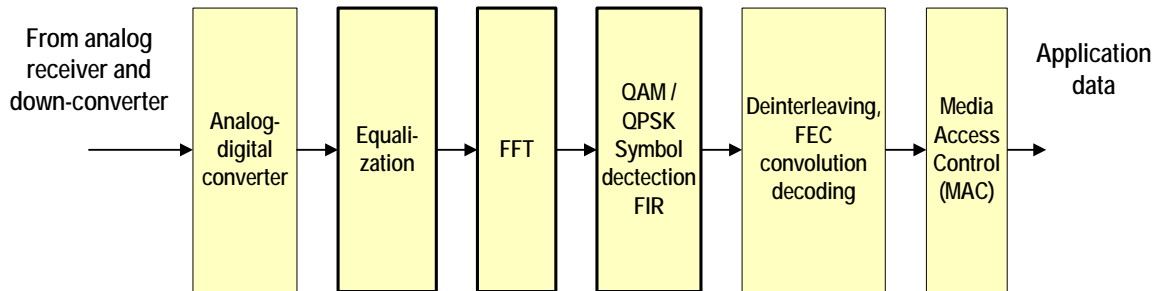 From analog
receiver and
down-converter
Analog-
digital
converter
Equali-
zation
FFT
QAM /
QPSK
Symbol
dectection
FIR
Deinterleaving,
FEC
convolution
decoding
Media
Access
Control
(MAC)
Application
data